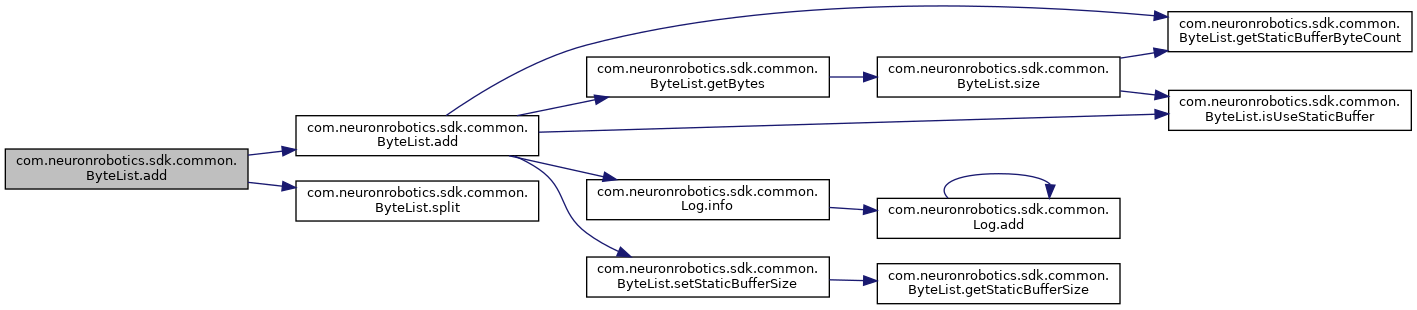 com.neuronrobotics.sdk.common.
ByteList.add
com.neuronrobotics.sdk.common.
ByteList.add
com.neuronrobotics.sdk.common.
ByteList.split
com.neuronrobotics.sdk.common.
ByteList.getBytes
com.neuronrobotics.sdk.common.
Log.info
com.neuronrobotics.sdk.common.
ByteList.setStaticBufferSize
com.neuronrobotics.sdk.common.
ByteList.size
com.neuronrobotics.sdk.common.
Log.add
com.neuronrobotics.sdk.common.
ByteList.getStaticBufferSize
com.neuronrobotics.sdk.common.
ByteList.getStaticBufferByteCount
com.neuronrobotics.sdk.common.
ByteList.isUseStaticBuffer